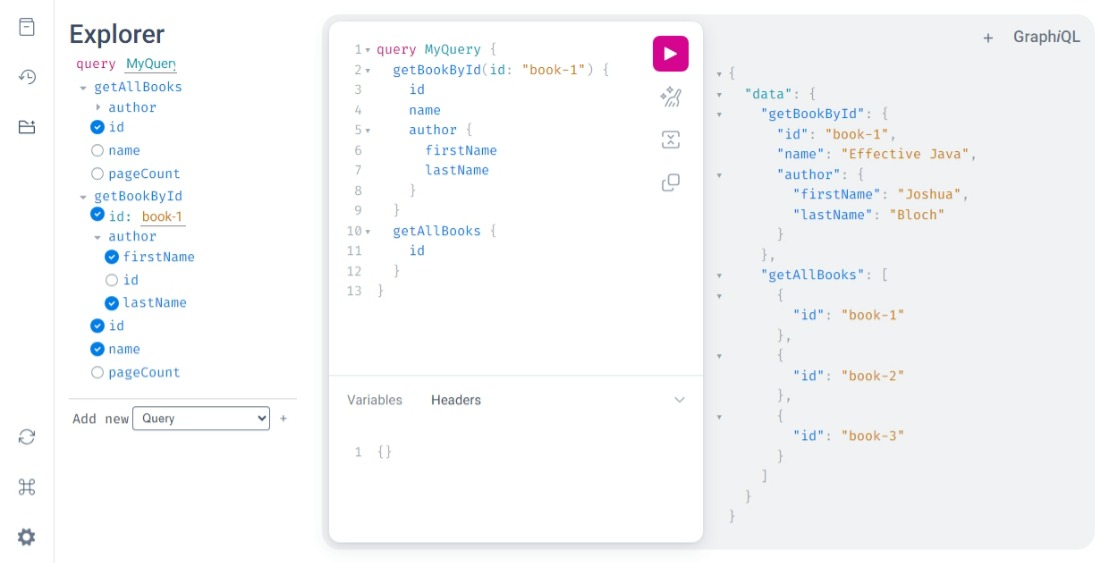 Explorer
query MyQuery
getAllBooks
author
id
name
pageCount
getBookById
id: book-1
author
firstName
id
lastName
id
name
pageCount
Add new Query +
1 query MyQuery {
2 getBookById(id: "book-1") {
3 id
4 name
5 author {
6 firstName
7 lastName
8 }
9 }
10 getAllBooks {
11 id
12 }
13 }
Variables Headers
1 {}
+ GraphiQL
{
"data": {
"getBookById": {
"id": "book-1",
"name": "Effective Java",
"author": {
"firstName": "Joshua",
"lastName": "Bloch"
}
},
"getAllBooks": [
{
"id": "book-1"
},
{
"id": "book-2"
},
{
"id": "book-3"
}
]
}
}